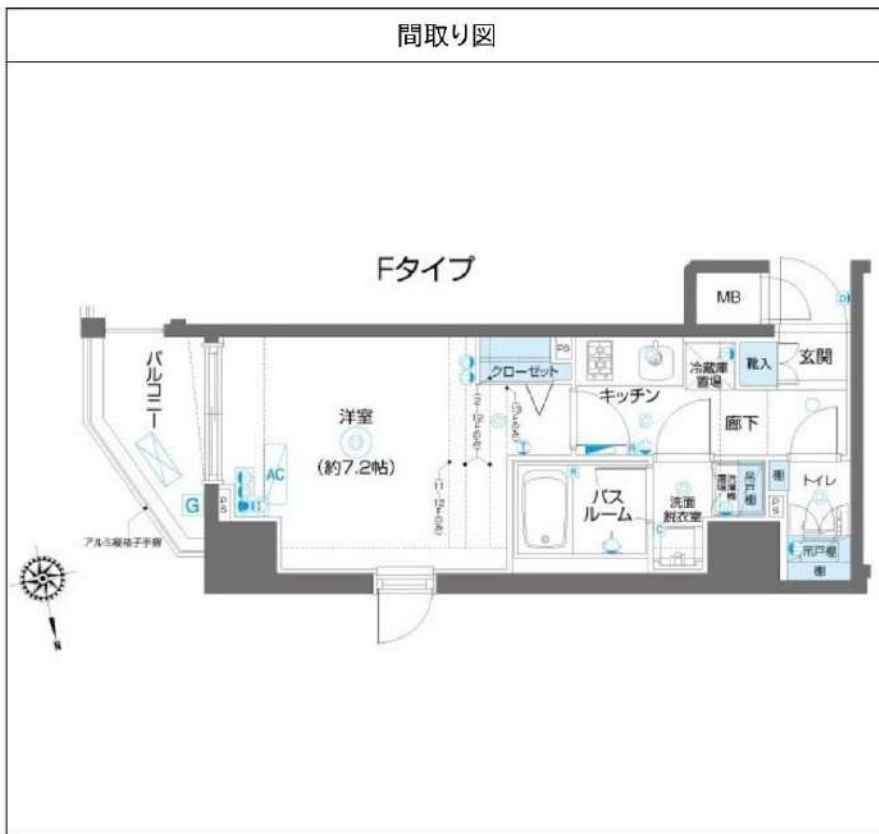 間取り図
Fタイプ
MB
D
バルコニー
PS
クローゼット
冷蔵庫
置場
靴入
玄関
キッチン
洋室
(約7.2帖)
廊下
T
R
AC
R
バス
ルーム
洗面
脱衣室
C
洗濯機
置場
吊戸棚
棚
PS
トイレ
吊戸棚
棚
G
PS
アルミ縦格子手摺
N